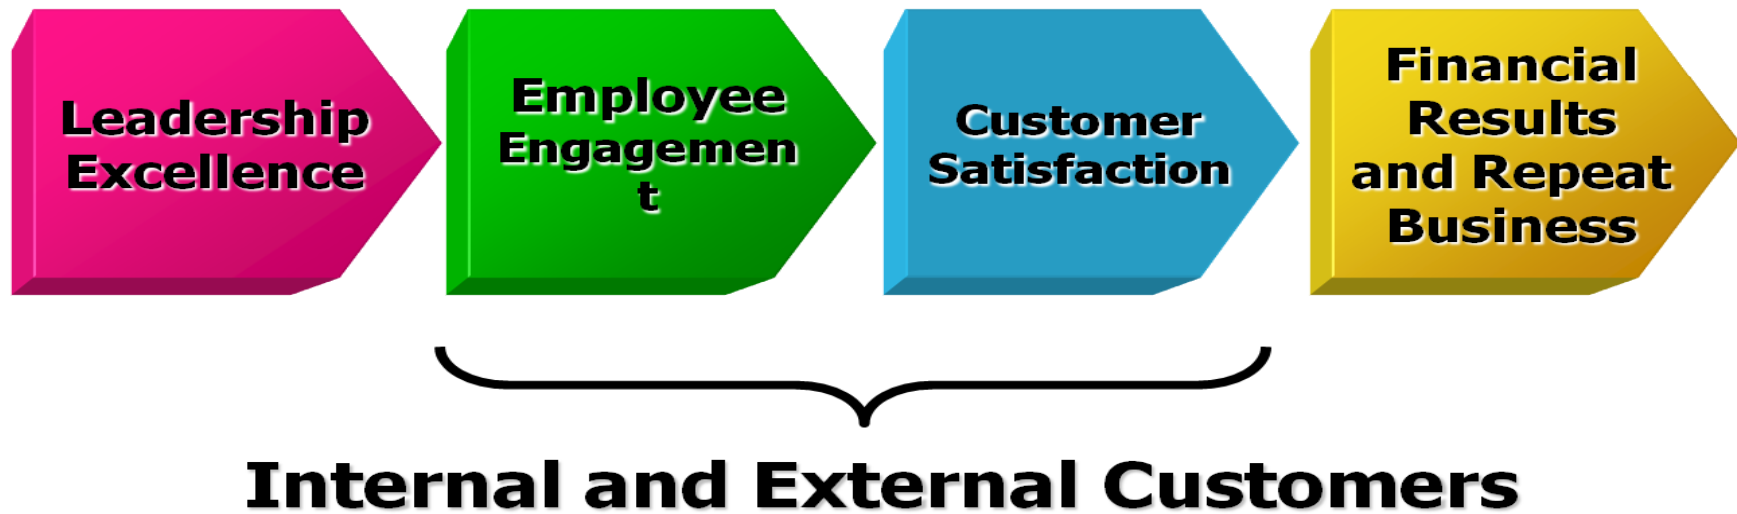 Leadership
Excellence
Employee
Engagemen
t
Customer
Satisfaction
Financial
Results
and Repeat
Business
Internal and External Customers